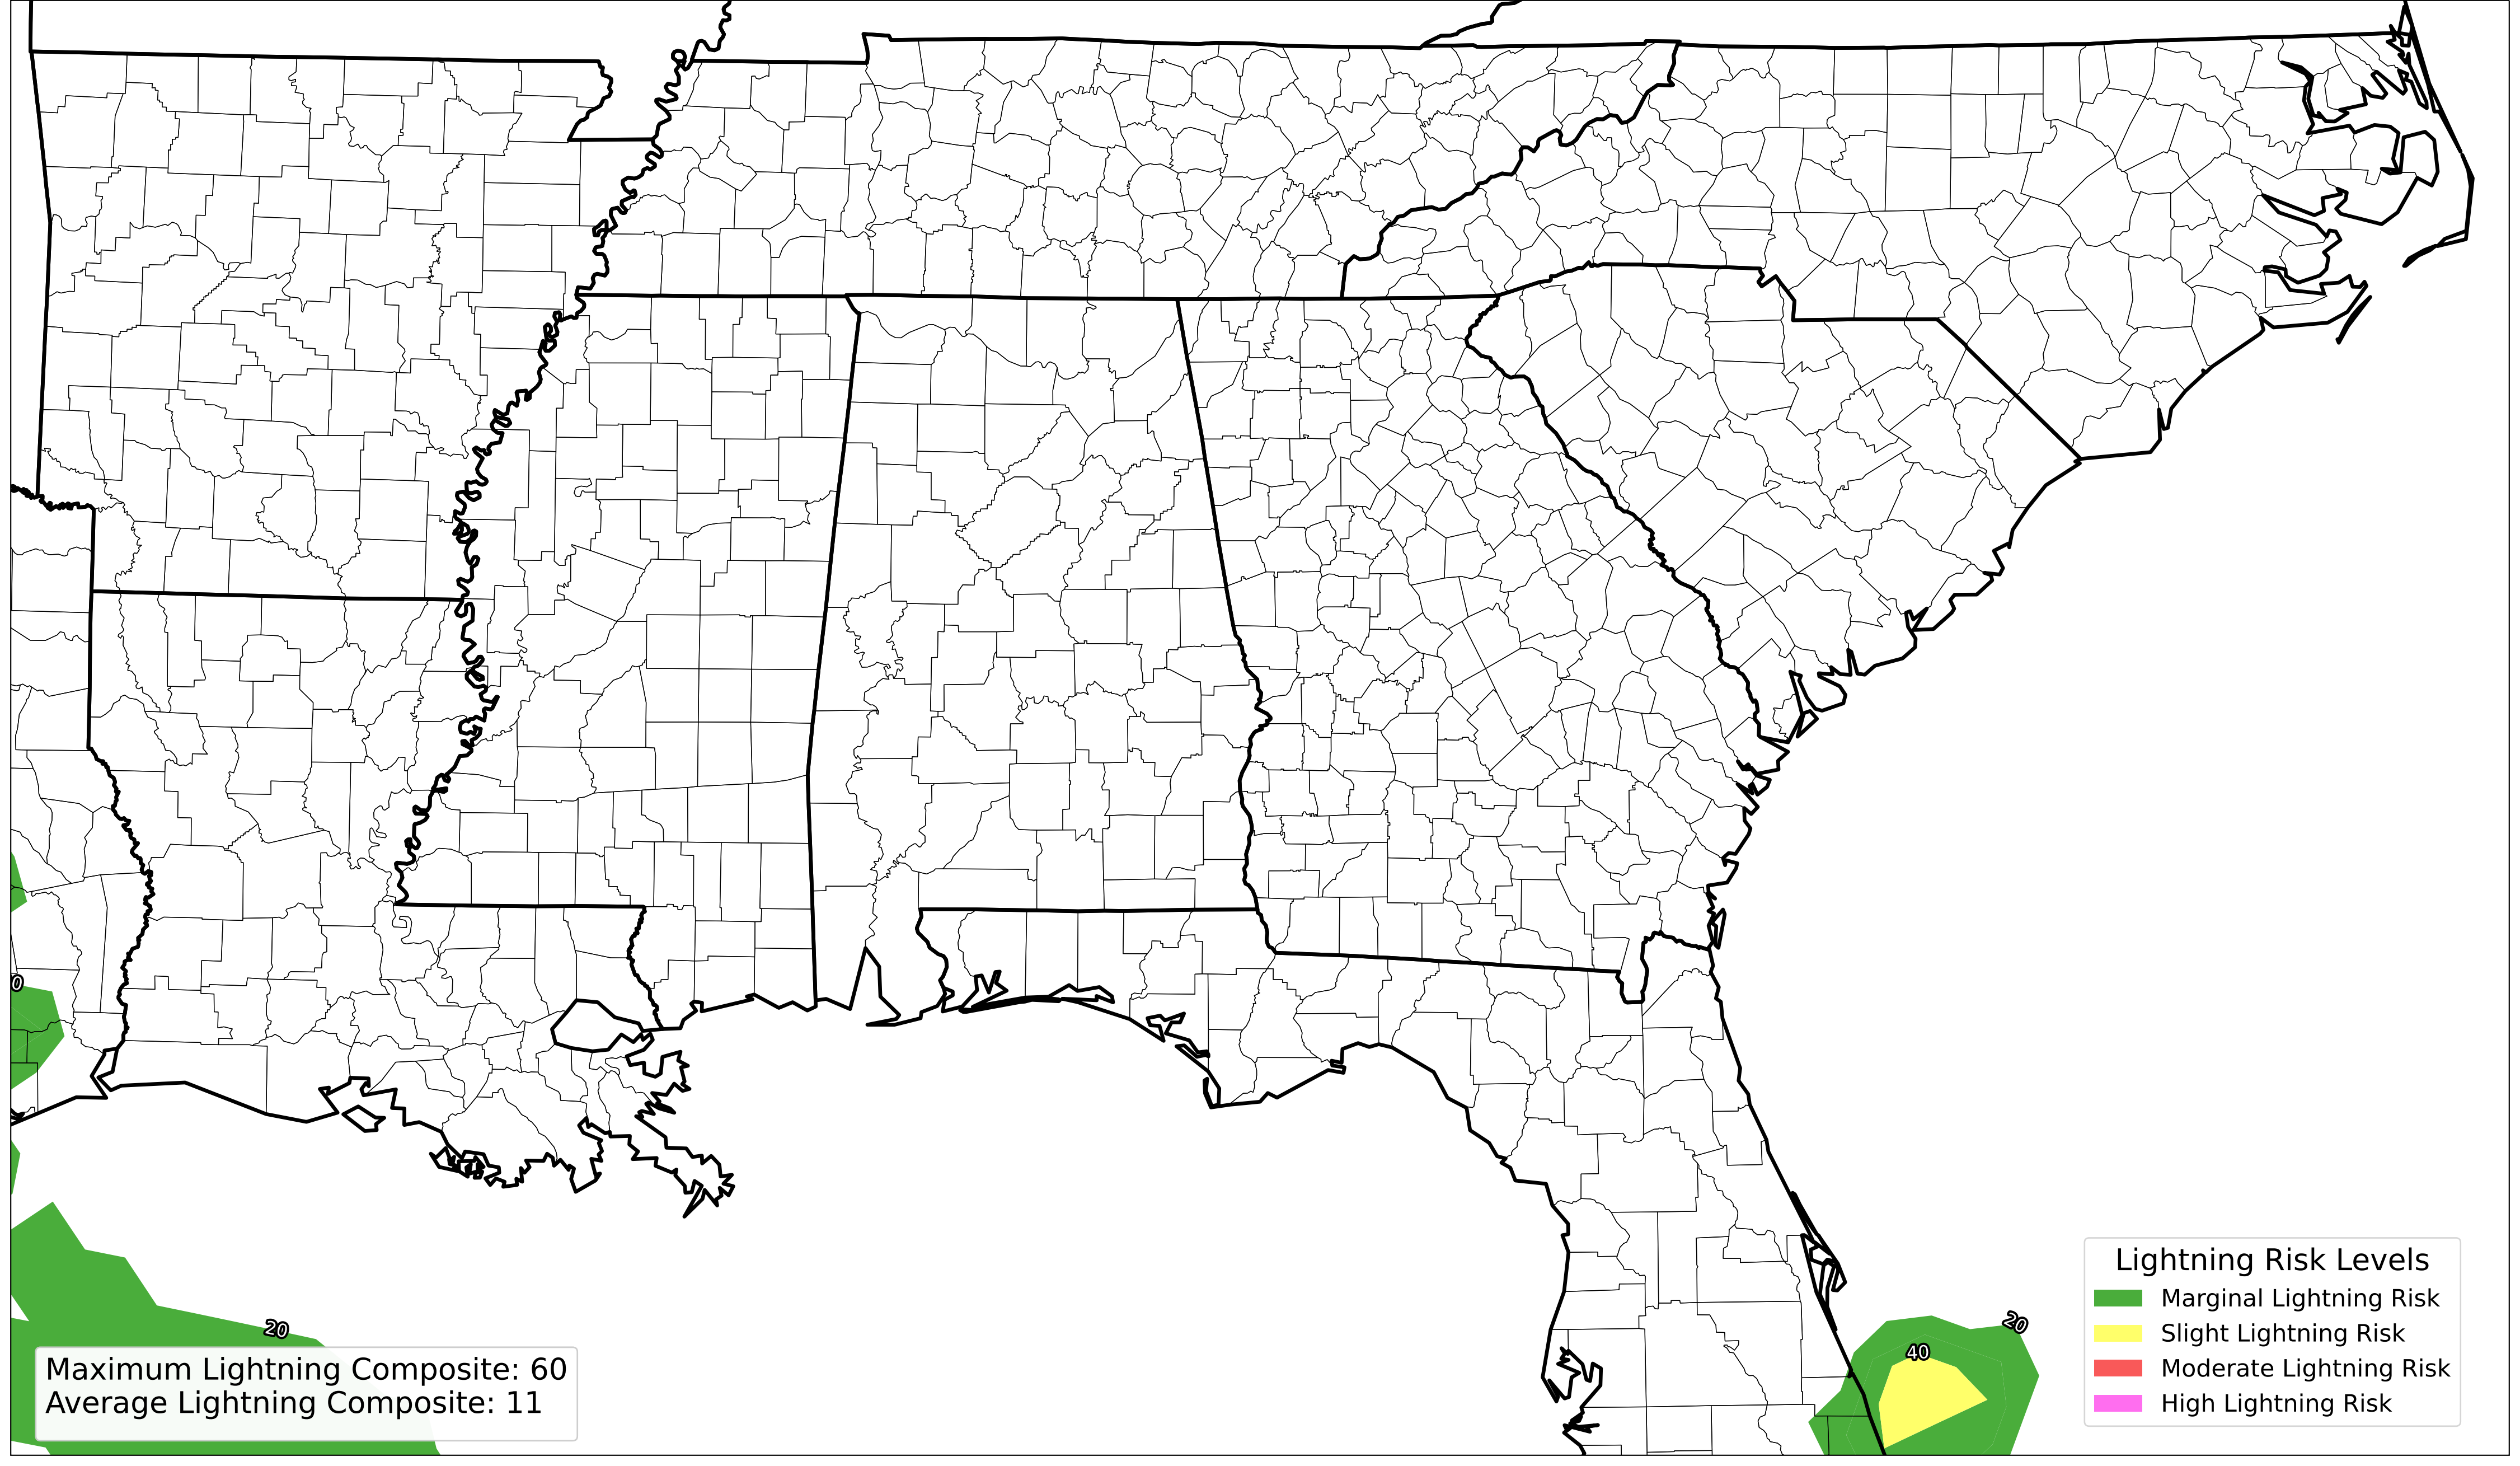 0
20
20
40
Maximum Lightning Composite: 60
Average Lightning Composite: 11
Lightning Risk Levels
Marginal Lightning Risk
Slight Lightning Risk
Moderate Lightning Risk
High Lightning Risk